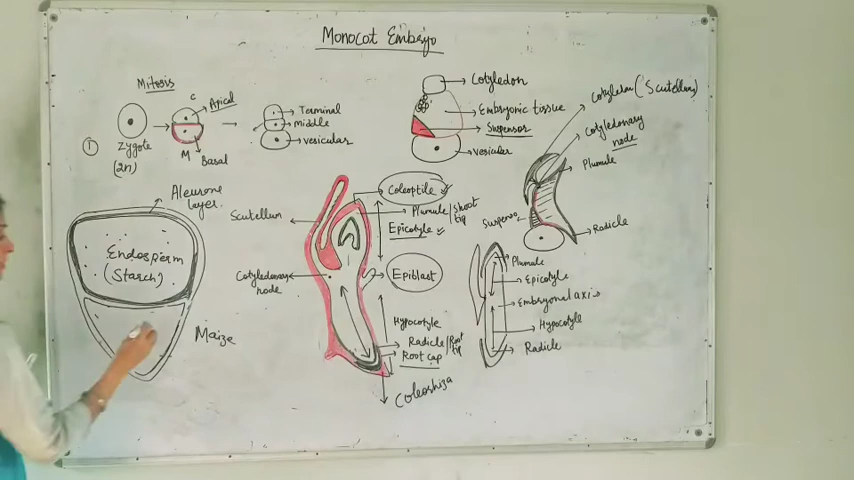 Monocot Embryo
Mitosis
C
Apical
①
Zygote
(2n)
M
Basal
Terminal
middle
vesicular
Cotyledon
Embryonic tissue
Suspensor
vesicular
Cotyledon ('Scutellum)
Cotyledonary
node
Plumule
Suspenso
Radicle
Aleurone
layer.
Endosperm
(Starch)
Maize
Scutellum
Cotyledonary
node
Coleoptile
Plumule/shoot
tip
Epicotyle
Epiblast
Hypocotyle
Radicle/Root
tip
Root cap
Coleoshiza
Plumule
Epicotyle
Embryonal axis
Hypocotyle
Radicle